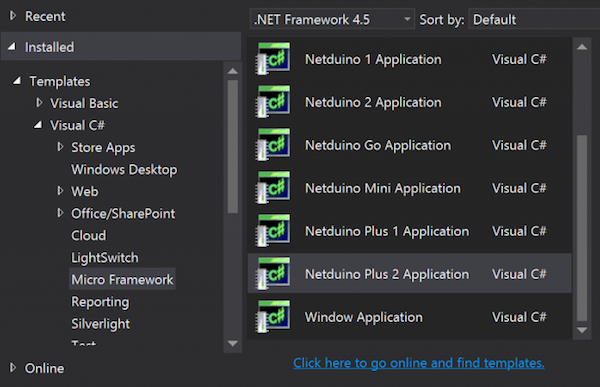 Recent
Installed
Templates
Visual Basic
Visual C#
Store Apps
Windows Desktop
Web
Office/SharePoint
Cloud
LightSwitch
Micro Framework
Reporting
Silverlight
Test
Online
.NET Framework 4.5 Sort by: Default
Netduino 1 Application Visual C#
Netduino 2 Application Visual C#
Netduino Go Application Visual C#
Netduino Mini Application Visual C#
Netduino Plus 1 Application Visual C#
Netduino Plus 2 Application Visual C#
Window Application Visual C#
Click here to go online and find templates.